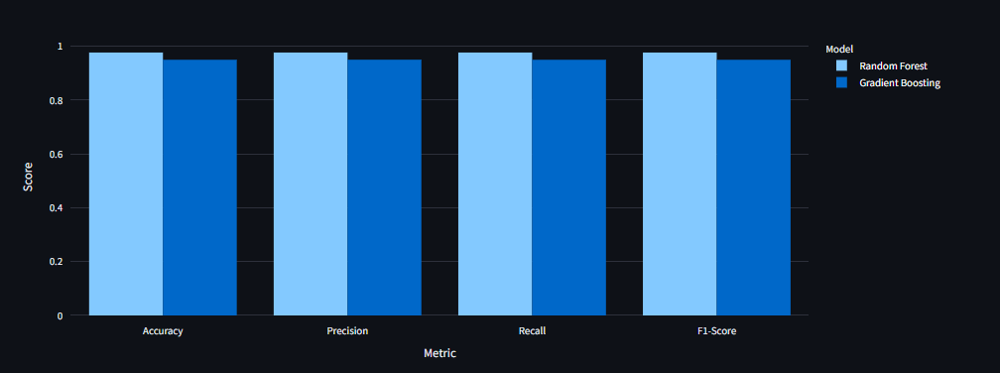 1
0.8
0.6
0.4
0.2
0
Score
Accuracy
Precision
Recall
F1-Score
Metric
Model
Random Forest
Gradient Boosting